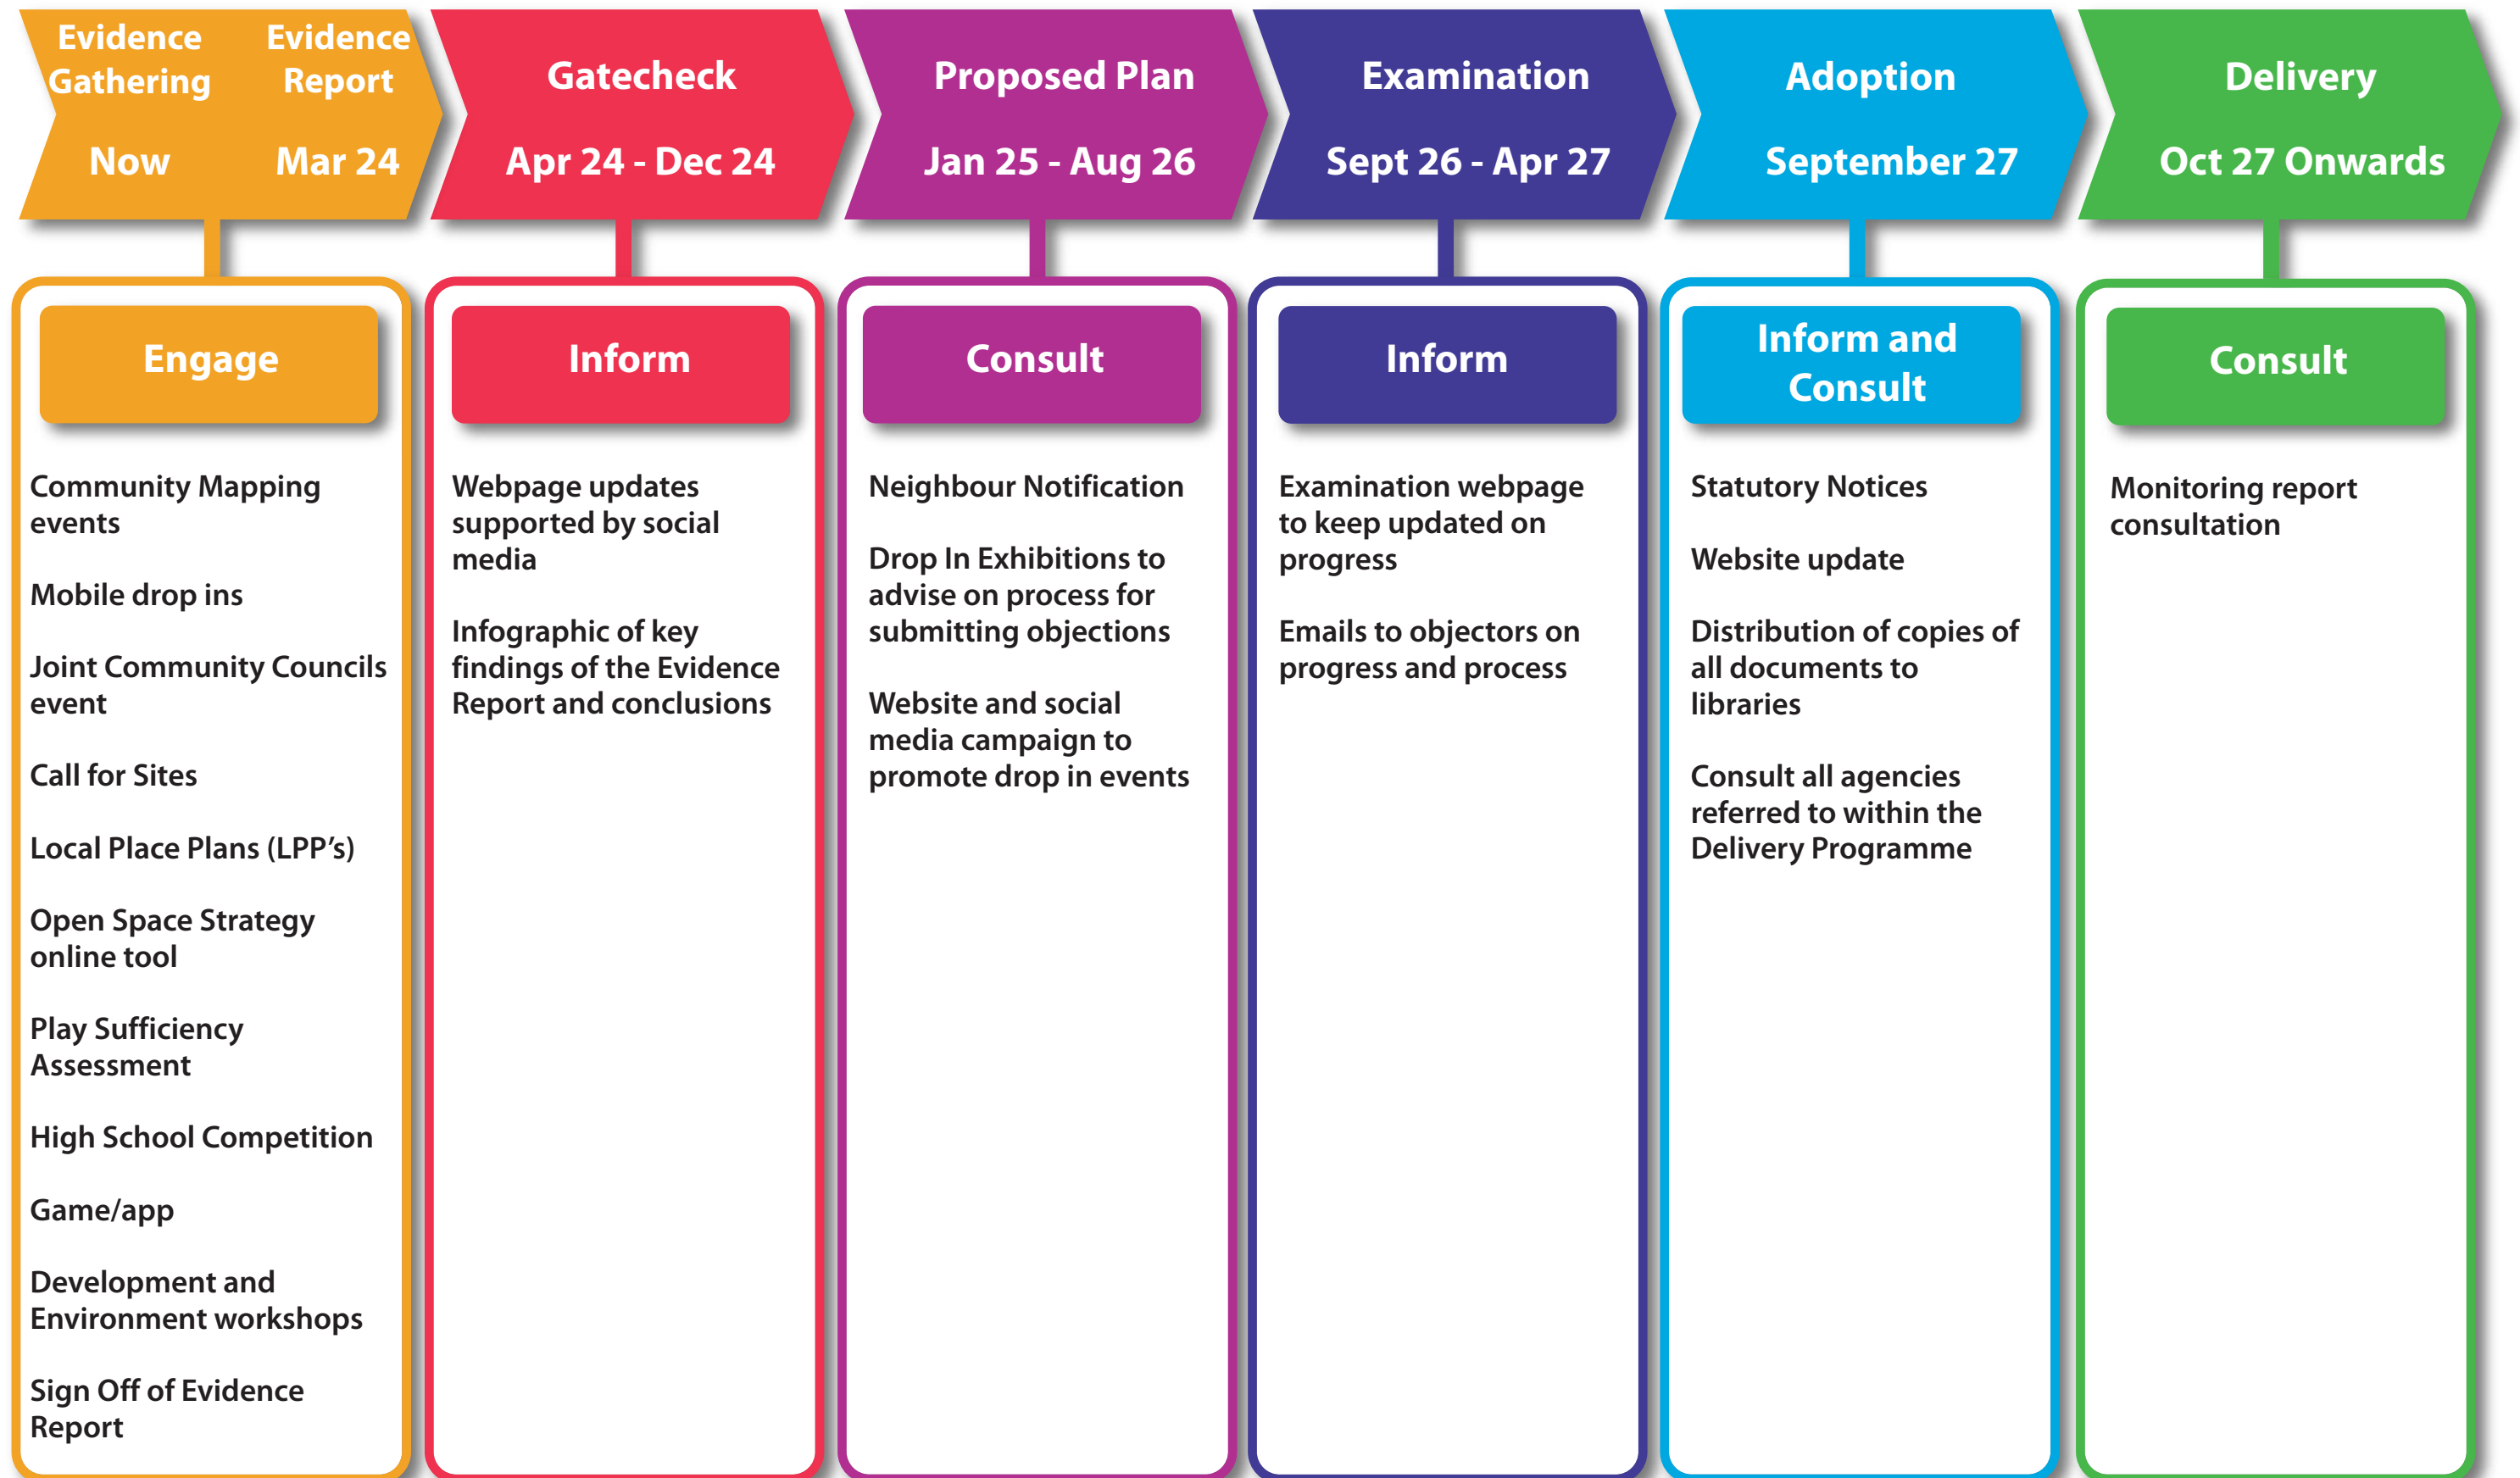 Evidence
Gathering
Now
Evidence
Report
Mar 24
Gatecheck
Apr 24 - Dec 24
Proposed Plan
Jan 25 - Aug 26
Examination
Sept 26 - Apr 27
Adoption
September 27
Delivery
Oct 27 Onwards
Engage
Community Mapping
events
Mobile drop ins
Joint Community Councils
event
Call for Sites
Local Place Plans (LPP’s)
Open Space Strategy
online tool
Play Sufficiency
Assessment
High School Competition
Game/app
Development and
Environment workshops
Sign Off of Evidence
Report
Inform
Webpage updates
supported by social
media
Infographic of key
findings of the Evidence
Report and conclusions
Consult
Neighbour Notification
Drop In Exhibitions to
advise on process for
submitting objections
Website and social
media campaign to
promote drop in events
Inform
Examination webpage
to keep updated on
progress
Emails to objectors on
progress and process
Inform and
Consult
Statutory Notices
Website update
Distribution of copies of
all documents to
libraries
Consult all agencies
referred to within the
Delivery Programme
Consult
Monitoring report
consultation